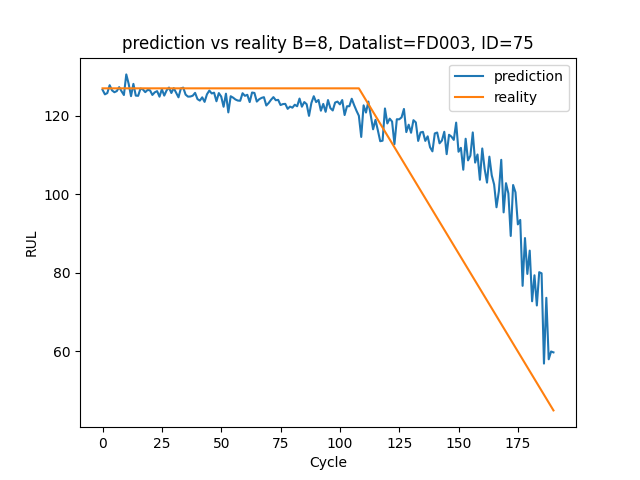 prediction vs reality B=8, Datalist=FD003, ID=75
prediction
reality
RUL
120
100
80
60
0 25 50 75 100 125 150 175
Cycle